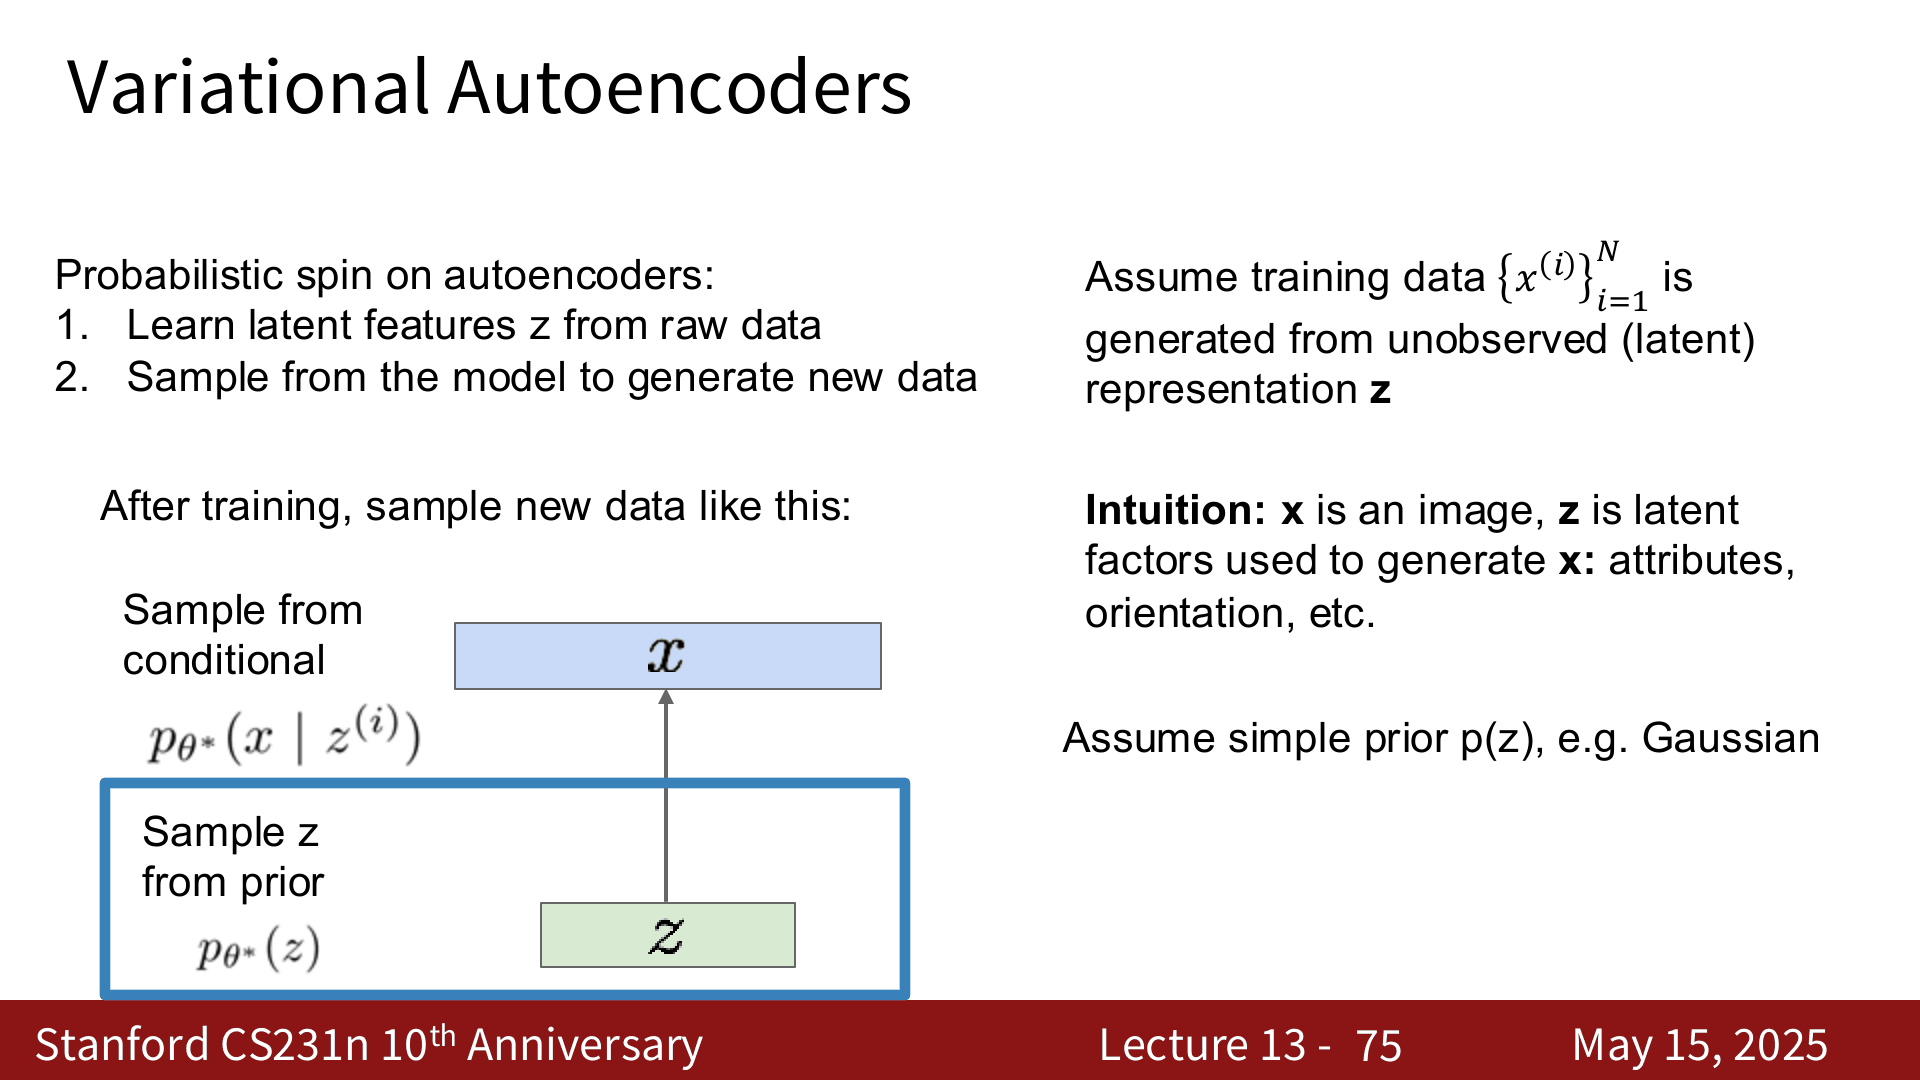 Variational Autoencoders
Probabilistic spin on autoencoders:
1. Learn latent features z from raw data
2. Sample from the model to generate new data
After training, sample new data like this:
Sample from
conditional
p_{θ*}(x | z^{(i)})
x
Sample z
from prior
p_{θ*}(z)
z
Assume training data {x^{(i)}}_{i=1}^{N} is
generated from unobserved (latent)
representation z
Intuition: x is an image, z is latent
factors used to generate x: attributes,
orientation, etc.
Assume simple prior p(z), e.g. Gaussian
Stanford CS231n 10th Anniversary
Lecture 13 - 75
May 15, 2025